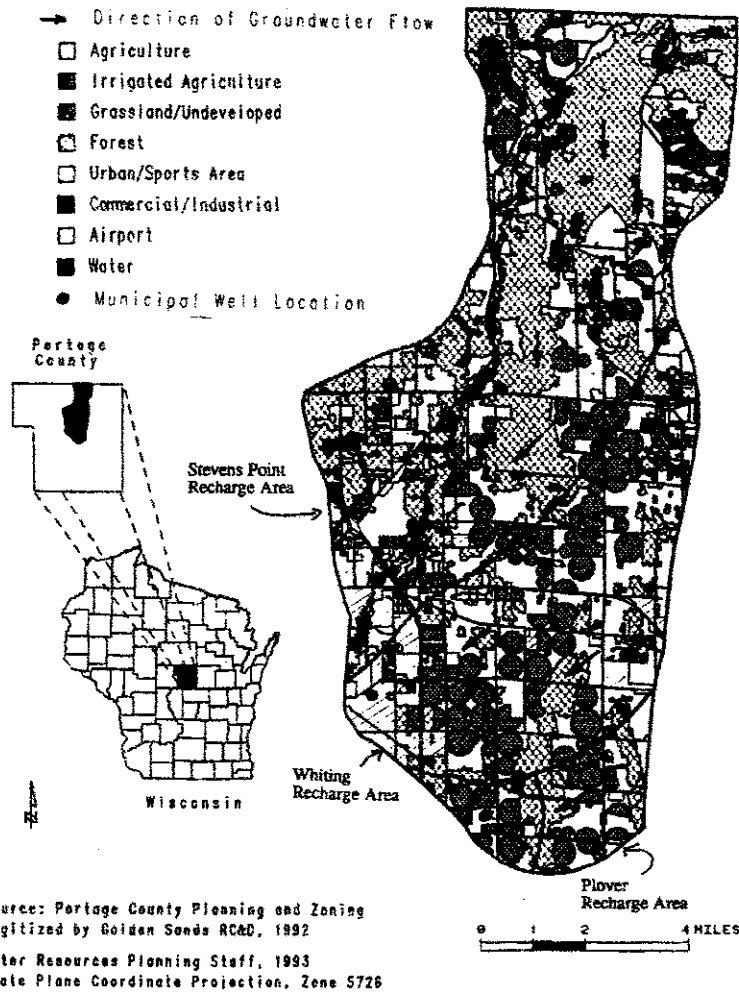 Direction of Groundwater Flow
Agriculture
Irrigated Agriculture
Grassland/Undeveloped
Forest
Urban/Sports Area
Commercial/Industrial
Airport
Water
Municipal Well Location
Portage
County
Stevens Point
Recharge Area
Whiting
Recharge Area
Wisconsin
N
Plover
Recharge Area
urce: Portage County Planning and Zoning
gitized by Golden Sands RC&D, 1992
ter Resources Planning Staff, 1993
ate Plane Coordinate Projection, Zone 5726
0 1 2 4 MILES